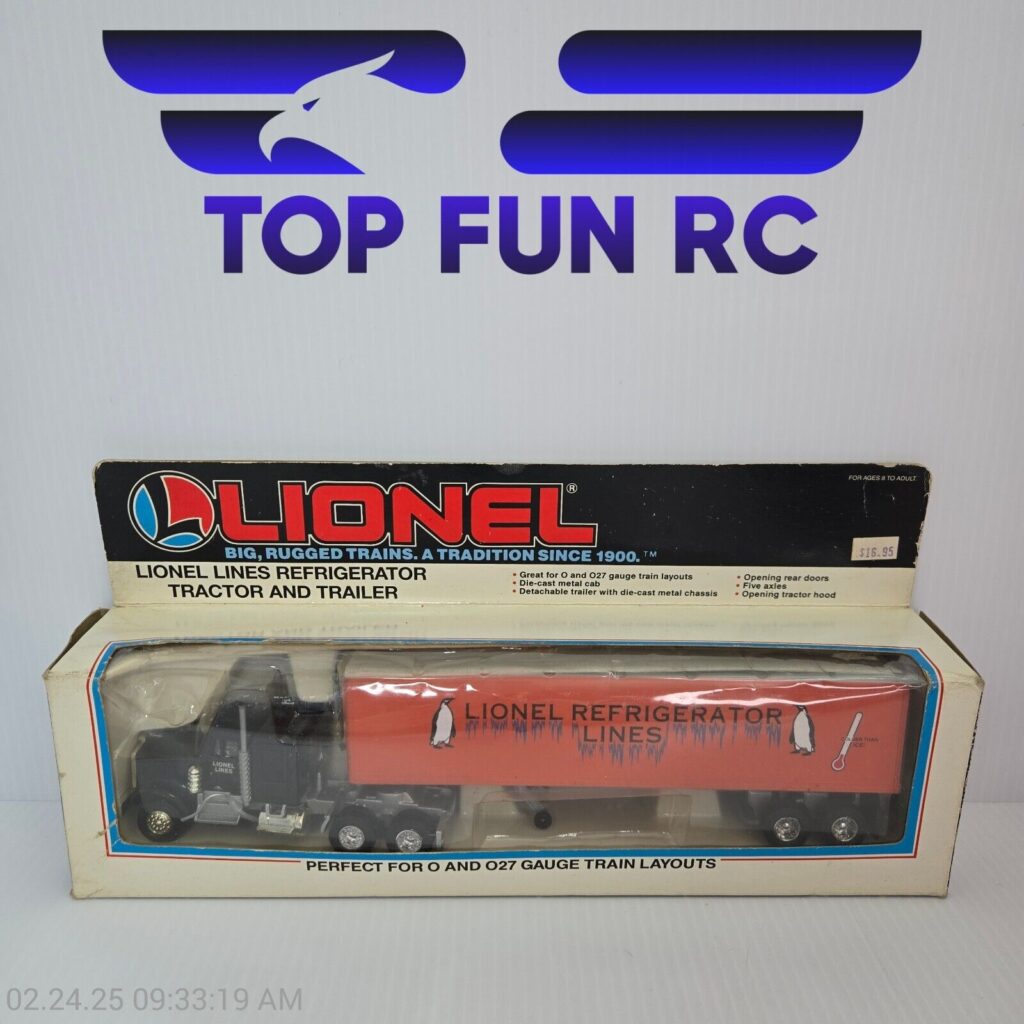 TOP FUN RC
LIONEL®
BIG, RUGGED TRAINS. A TRADITION SINCE 1900.™
FOR AGES 8 TO ADULT
$16.95
LIONEL LINES REFRIGERATOR
TRACTOR AND TRAILER
• Great for O and O27 gauge train layouts
• Die-cast metal cab
• Detachable trailer with die-cast metal chassis
• Opening rear doors
• Five axles
• Opening tractor hood
LIONEL REFRIGERATOR
LINES
THAN
ICE!
LIONEL
LINES
PERFECT FOR O AND O27 GAUGE TRAIN LAYOUTS
02.24.25 09:33:19 AM